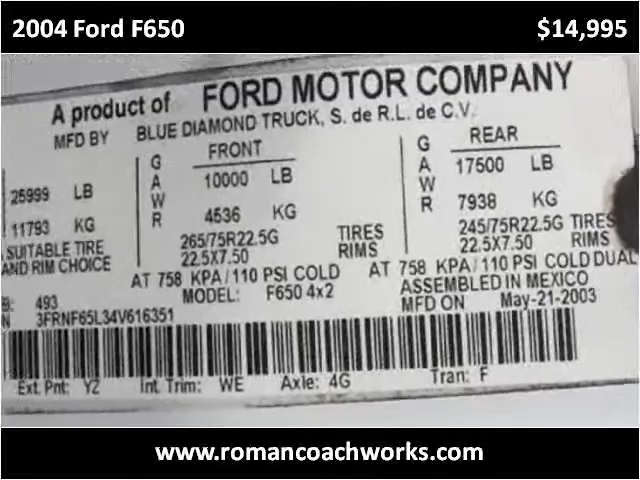 2004 Ford F650 $14,995
A product of FORD MOTOR COMPANY
MFD BY BLUE DIAMOND TRUCK, S. de R.L. de C.V.
GAWR FRONT GAWR REAR
25999 LB 10000 LB 17500 LB
11793 KG 4536 KG 7938 KG
SUITABLE TIRE 265/75R22.5G TIRES 245/75R22.5G TIRES
AND RIM CHOICE 22.5X7.50 RIMS 22.5X7.50 RIMS
AT 758 KPA/110 PSI COLD AT 758 KPA/110 PSI COLD DUAL
493 MODEL: F650 4x2 ASSEMBLED IN MEXICO
3FRNF65L34V616351 MFD ON May-21-2003
Ext. Pnt: YZ Int. Trim: WE Axle: 4G Tran: F
www.romancoachworks.com